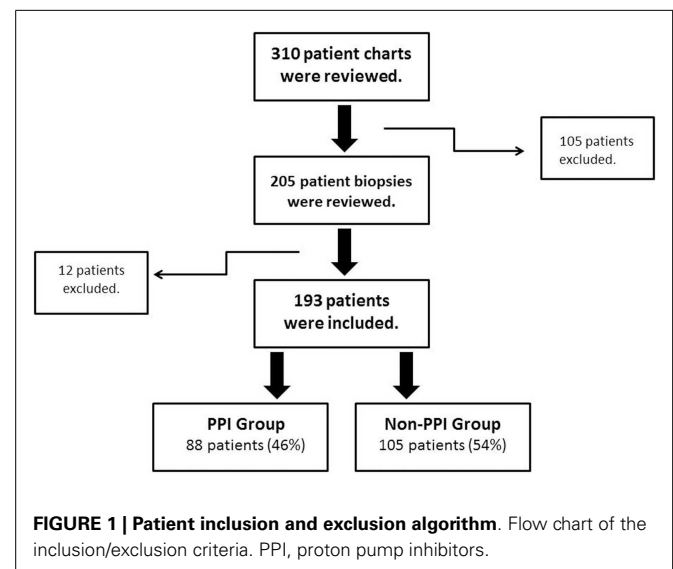 310 patient charts
were reviewed.
105 patients
excluded.
205 patient biopsies
were reviewed.
12 patients
excluded.
193 patients
were included.
PPI Group
88 patients (46%)
Non-PPI Group
105 patients (54%)
FIGURE 1 | Patient inclusion and exclusion algorithm. Flow chart of the
inclusion/exclusion criteria. PPI, proton pump inhibitors.